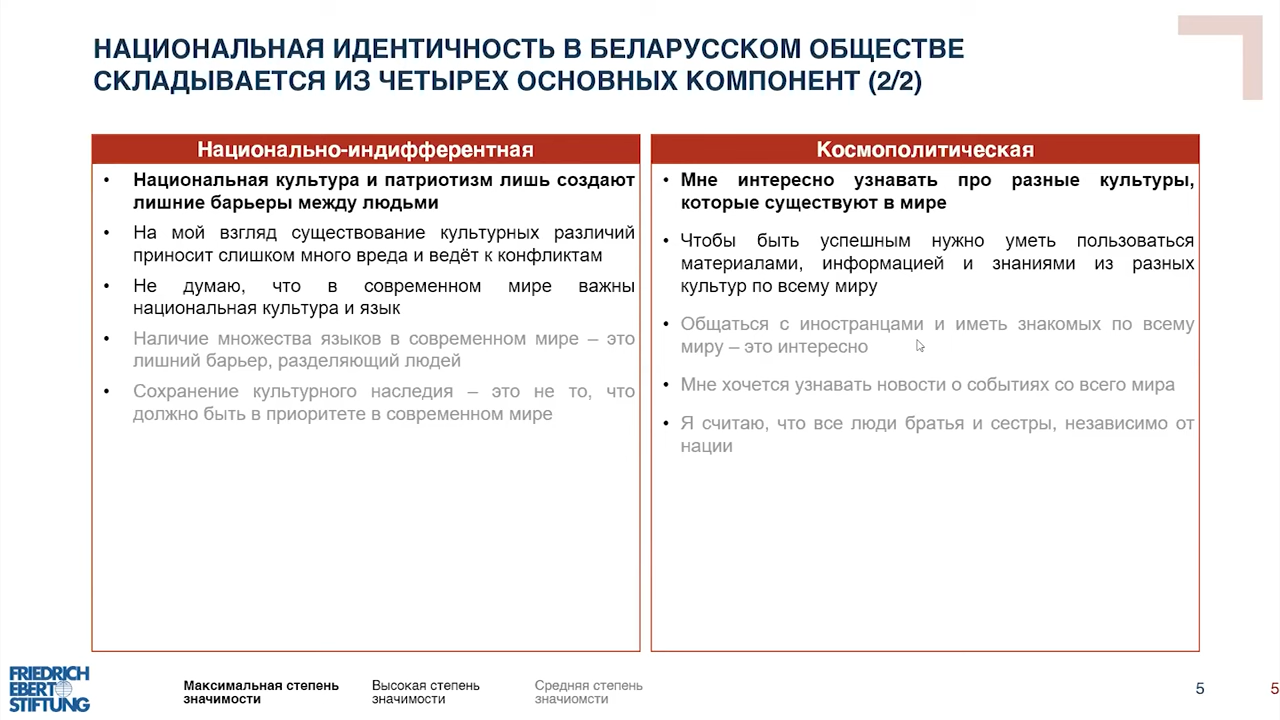 НАЦИОНАЛЬНАЯ ИДЕНТИЧНОСТЬ В БЕЛАРУССКОМ ОБЩЕСТВЕ
СКЛАДЫВАЕТСЯ ИЗ ЧЕТЫРЕХ ОСНОВНЫХ КОМПОНЕНТ (2/2)
Национально-индифферентная
• Национальная культура и патриотизм лишь создают
лишние барьеры между людьми
• На мой взгляд существование культурных различий
приносит слишком много вреда и ведёт к конфликтам
• Не думаю, что в современном мире важны
национальная культура и язык
• Наличие множества языков в современном мире – это
лишний барьер, разделяющий людей
• Сохранение культурного наследия – это не то, что
должно быть в приоритете в современном мире
Космополитическая
• Мне интересно узнавать про разные культуры,
которые существуют в мире
• Чтобы быть успешным нужно уметь пользоваться
материалами, информацией и знаниями из разных
культур по всему миру
• Общаться с иностранцами и иметь знакомых по всему
миру – это интересно
• Мне хочется узнавать новости о событиях со всего мира
• Я считаю, что все люди братья и сестры, независимо от
нации
FRIEDRICH
EBERT
STIFTUNG
Максимальная степень
значимости
Высокая степень
значимости
Средняя степень
значиомсти
5
5